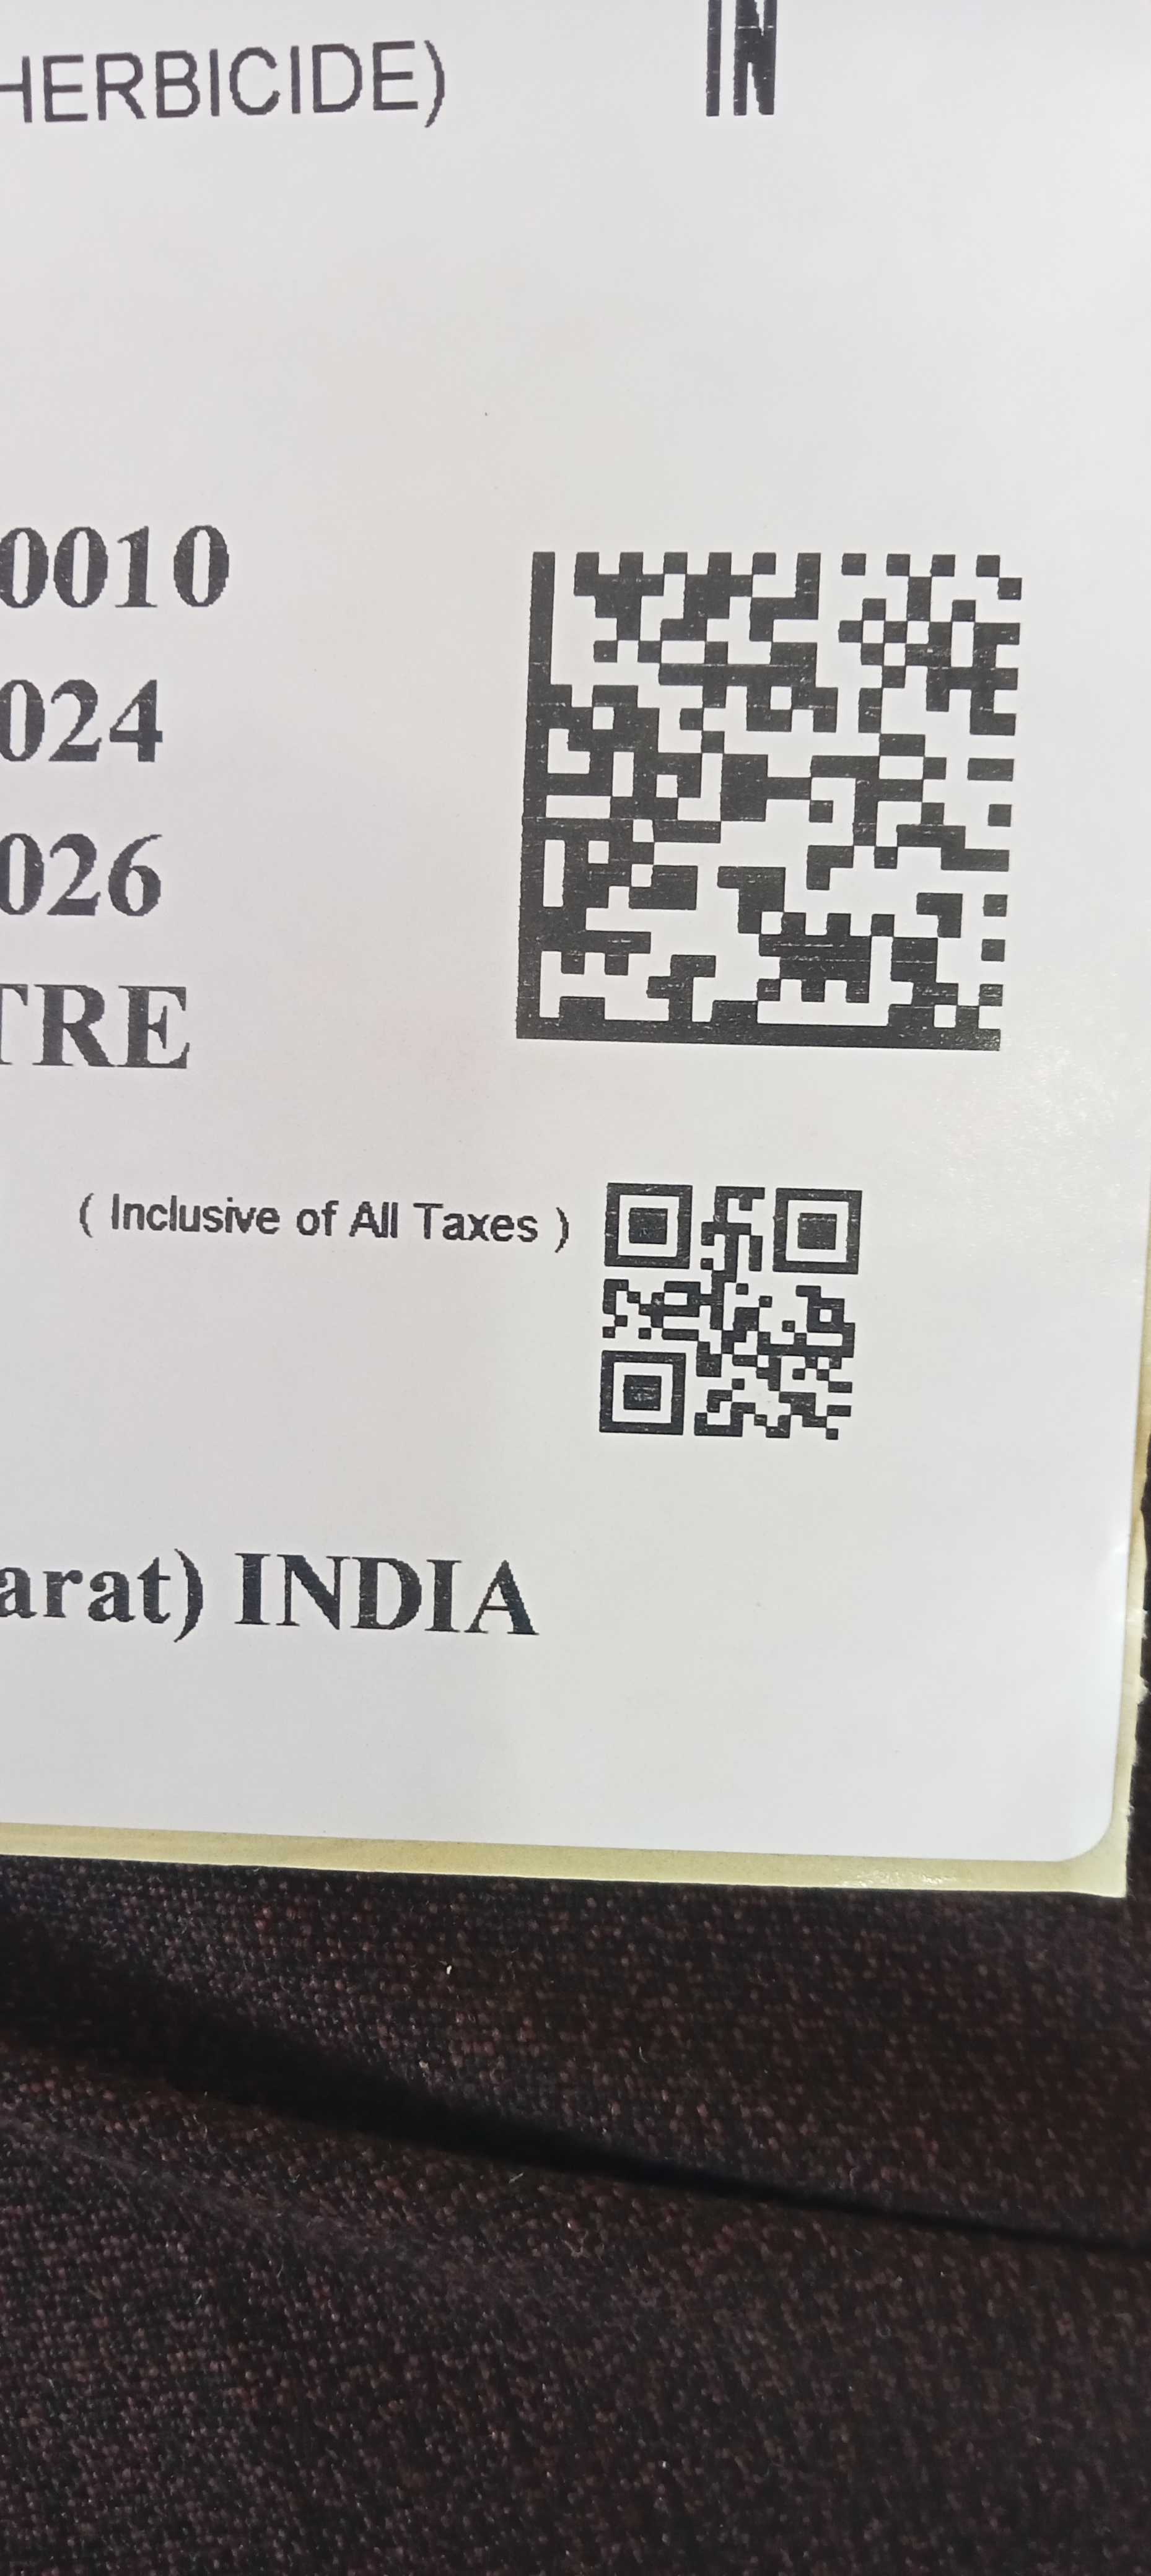 HERBICIDE)
IN
0010
024
026
TRE
( Inclusive of All Taxes )
arat) INDIA